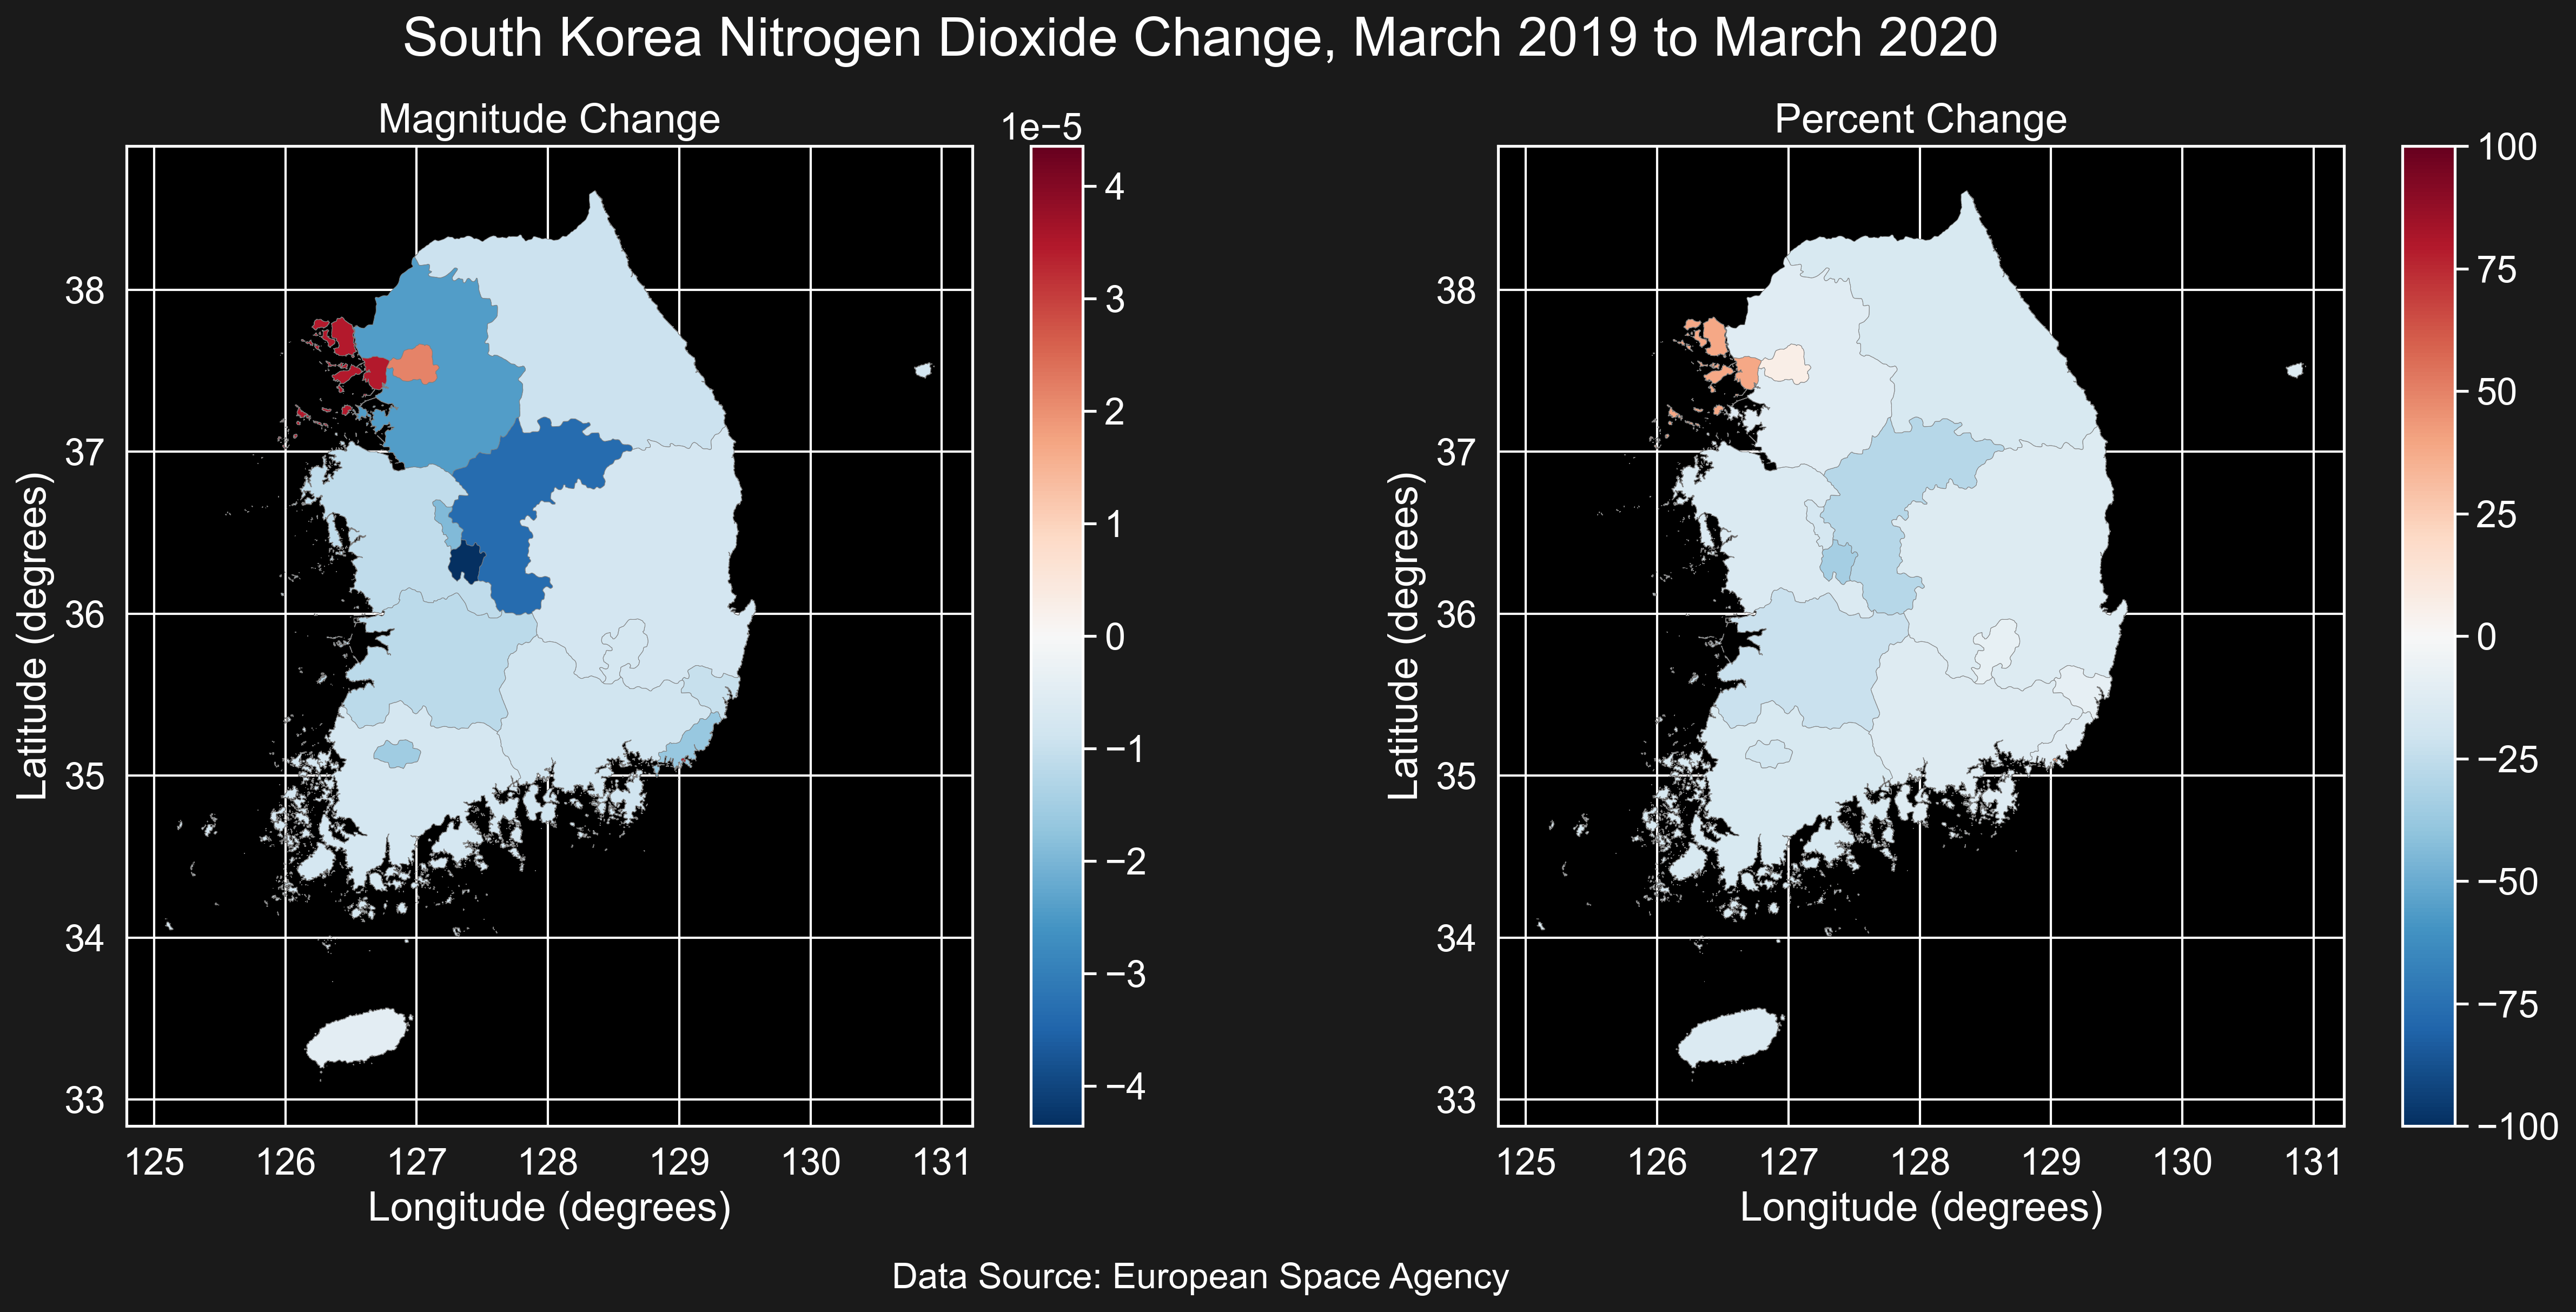 South Korea Nitrogen Dioxide Change, March 2019 to March 2020
Magnitude Change
1e−5
Latitude (degrees)
38
37
36
35
34
33
125 126 127 128 129 130 131
Longitude (degrees)
4
3
2
1
0
−1
−2
−3
−4
Percent Change
Latitude (degrees)
38
37
36
35
34
33
125 126 127 128 129 130 131
Longitude (degrees)
100
75
50
25
0
−25
−50
−75
−100
Data Source: European Space Agency